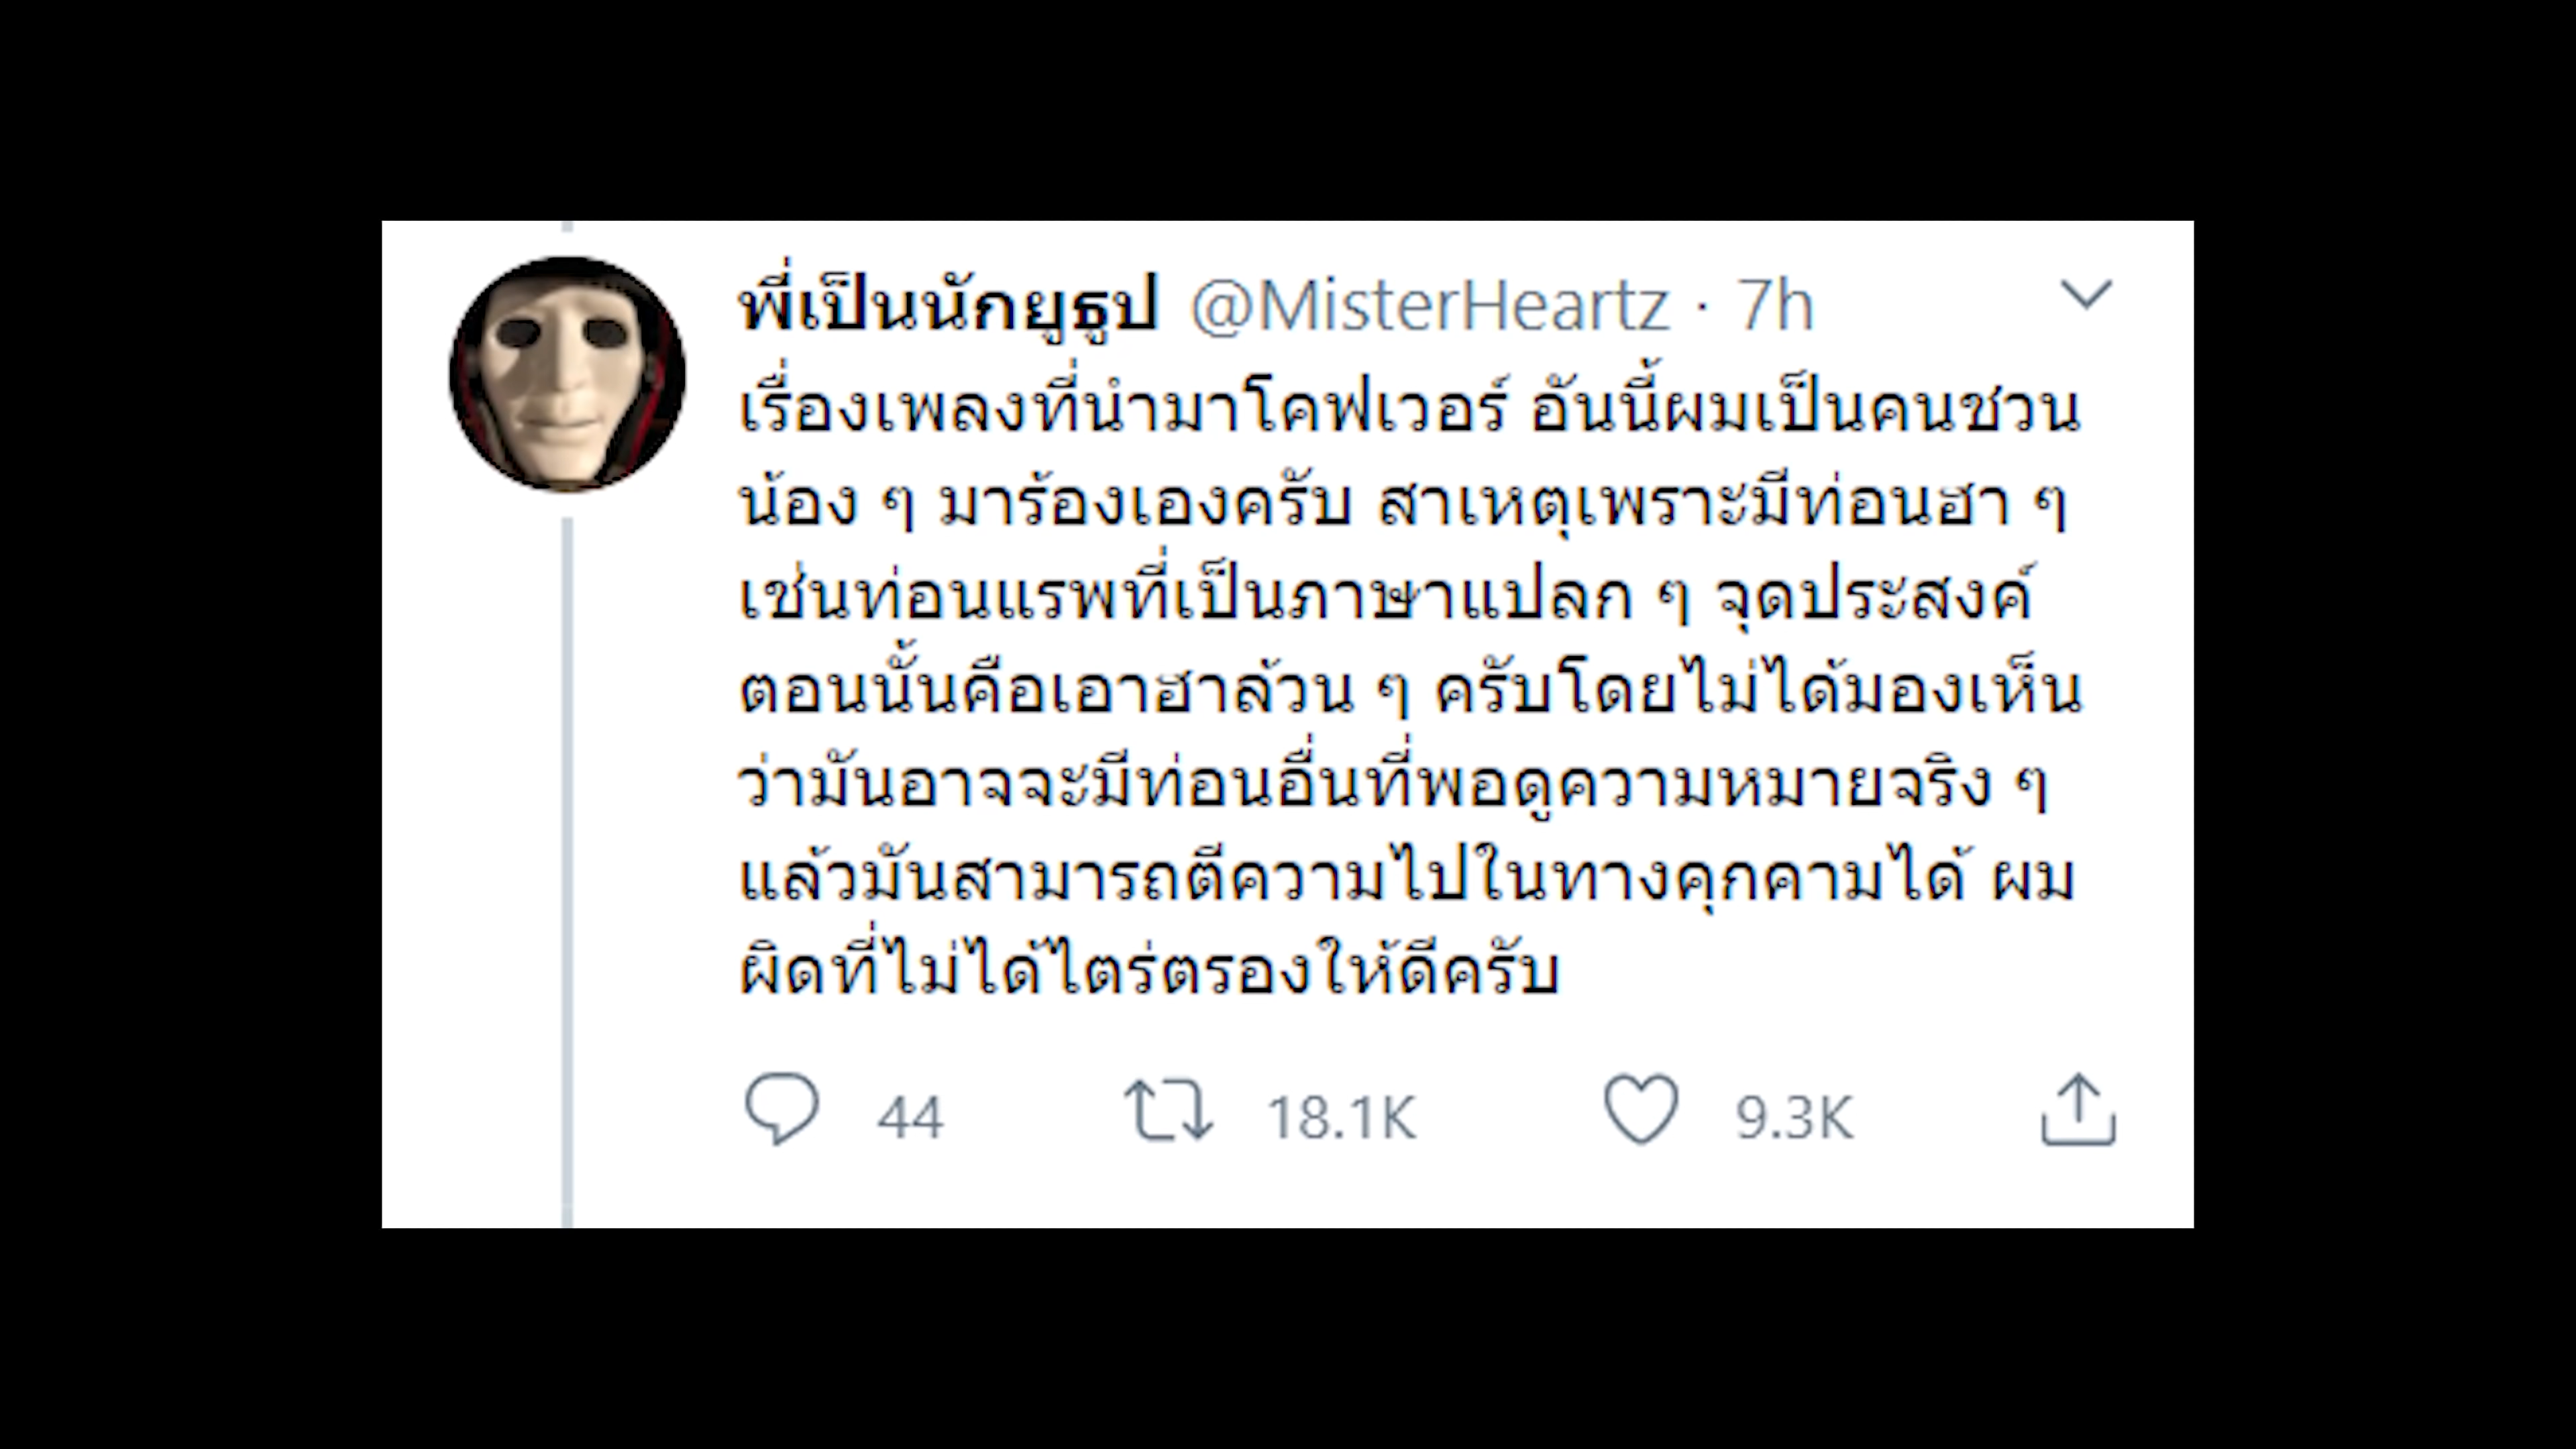 พี่เป็นนักยูธูป @MisterHeartz · 7h
เรื่องเพลงที่นำมาโคฟเวอร์ อันนี้ผมเป็นคนชวน
น้อง ๆ มาร้องเองครับ สาเหตุเพราะมีท่อนฮา ๆ
เช่นท่อนแรพที่เป็นภาษาแปลก ๆ จุดประสงค์
ตอนนั้นคือเอาฮาล้วน ๆ ครับโดยไม่ได้มองเห็น
ว่ามันอาจจะมีท่อนอื่นที่พอดูความหมายจริง ๆ
แล้วมันสามารถตีความไปในทางคุกคามได้ ผม
ผิดที่ไม่ได้ไตร่ตรองให้ดีครับ
44 18.1K 9.3K